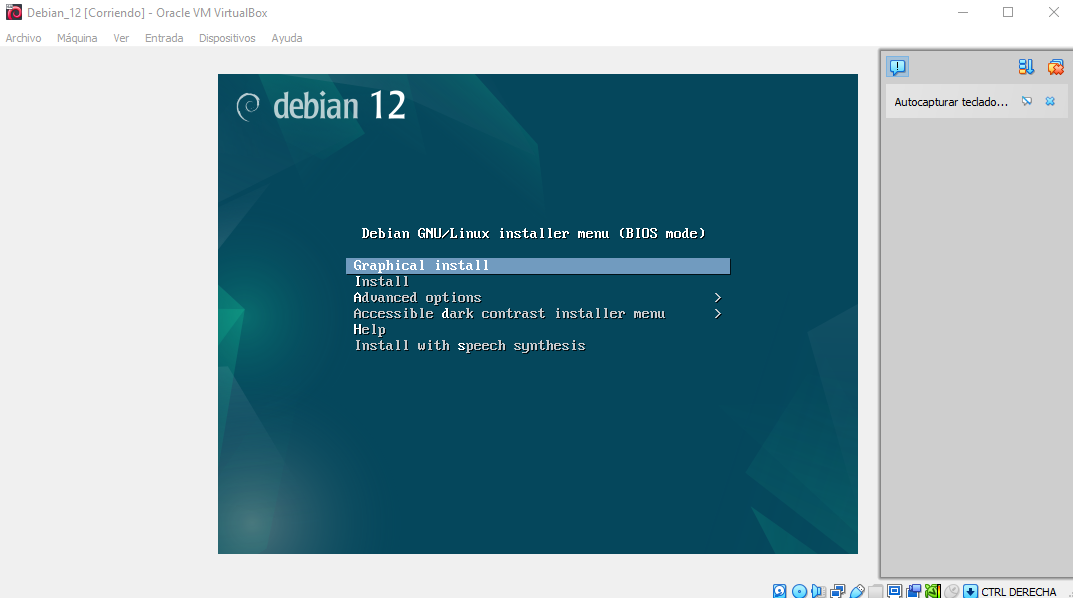 Debian_12 [Corriendo] - Oracle VM VirtualBox
Archivo Máquina Ver Entrada Dispositivos Ayuda
Autocapturar teclado...
debian 12
Debian GNU/Linux installer menu (BIOS mode)
Graphical install
Install
Advanced options >
Accessible dark contrast installer menu >
Help
Install with speech synthesis
CTRL DERECHA